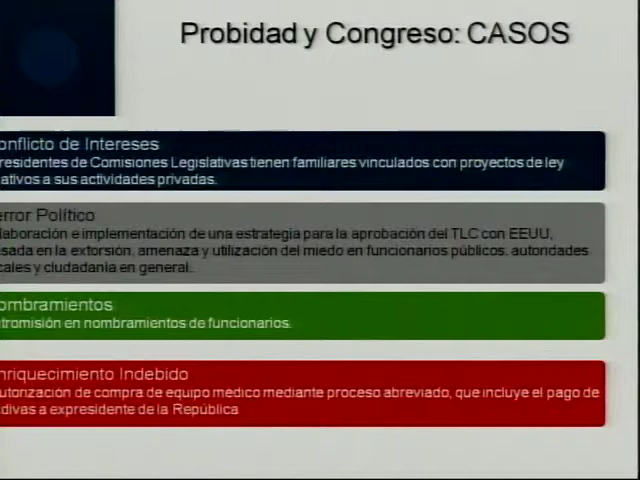 Probidad y Congreso: CASOS
onflicto de Intereses
residentes de Comisiones Legislativas tienen familiares vinculados con proyectos de ley
ativos a sus actividades privadas.
error Político
laboración e implementación de una estrategia para la aprobación del TLC con EEUU,
sada en la extorsión, amenaza y utilización del miedo en funcionarios públicos, autoridades
cales y ciudadanía en general.
ombramientos
tromisión en nombramientos de funcionarios.
nriquecimiento Indebido
utorización de compra de equipo médico mediante proceso abreviado, que incluye el pago de
divas a expresidente de la República